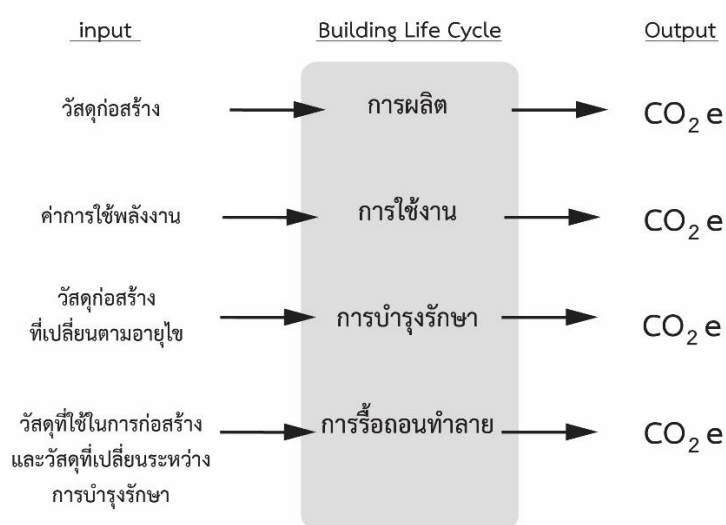 input Building Life Cycle Output
วัสดุก่อสร้าง การผลิต CO2 e
ค่าการใช้พลังงาน การใช้งาน CO2 e
วัสดุก่อสร้าง
ที่เปลี่ยนตามอายุไข การบำรุงรักษา CO2 e
วัสดุที่ใช้ในการก่อสร้าง การรื้อถอนทำลาย CO2 e
และวัสดุที่เปลี่ยนระหว่าง
การบำรุงรักษา